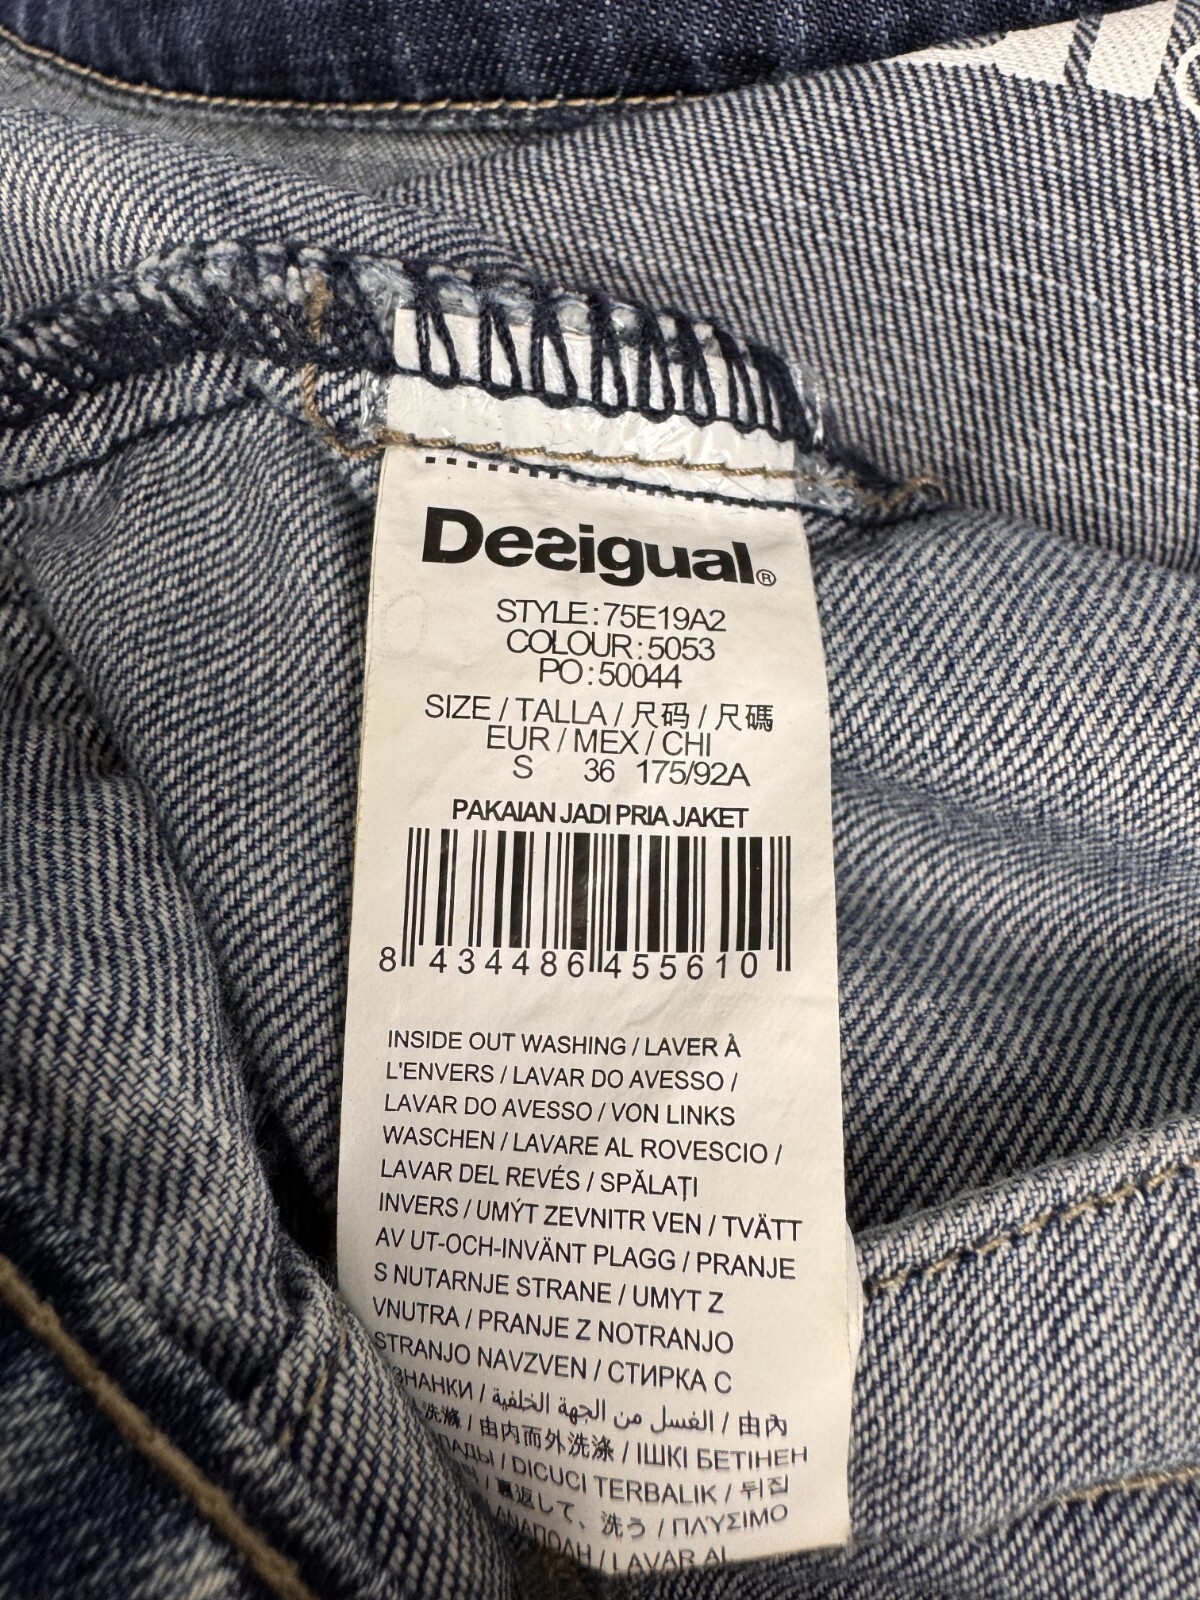 Desigual®
STYLE:75E19A2
COLOUR:5053
PO:50044
SIZE / TALLA / 尺码 / 尺碼
EUR / MEX / CHI
S 36 175/92A
PAKAIAN JADI PRIA JAKET
8 434486 455610
INSIDE OUT WASHING / LAVER À
L'ENVERS / LAVAR DO AVESSO /
LAVAR DO AVESSO / VON LINKS
WASCHEN / LAVARE AL ROVESCIO /
LAVAR DEL REVÉS / SPĂLAȚI
INVERS / UMÝT ZEVNITR VEN / TVÄTT
AV UT-OCH-INVÄNT PLAGG / PRANJE
S NUTARNJE STRANE / UMYT Z
VNUTRA / PRANJE Z NOTRANJO
STRANJO NAVZVEN / СТИРКА С
ЗНАНКИ / الغسل من الجهة الخلفية / 由内
洗滌 / 由内而外洗涤 / ІШКІ БЕТІНЕН
/ DICUCI TERBALIK / 뒤집
/ 裏返して、洗う / ΠΛΥΣΙΜΟ
/ LAVAR AL